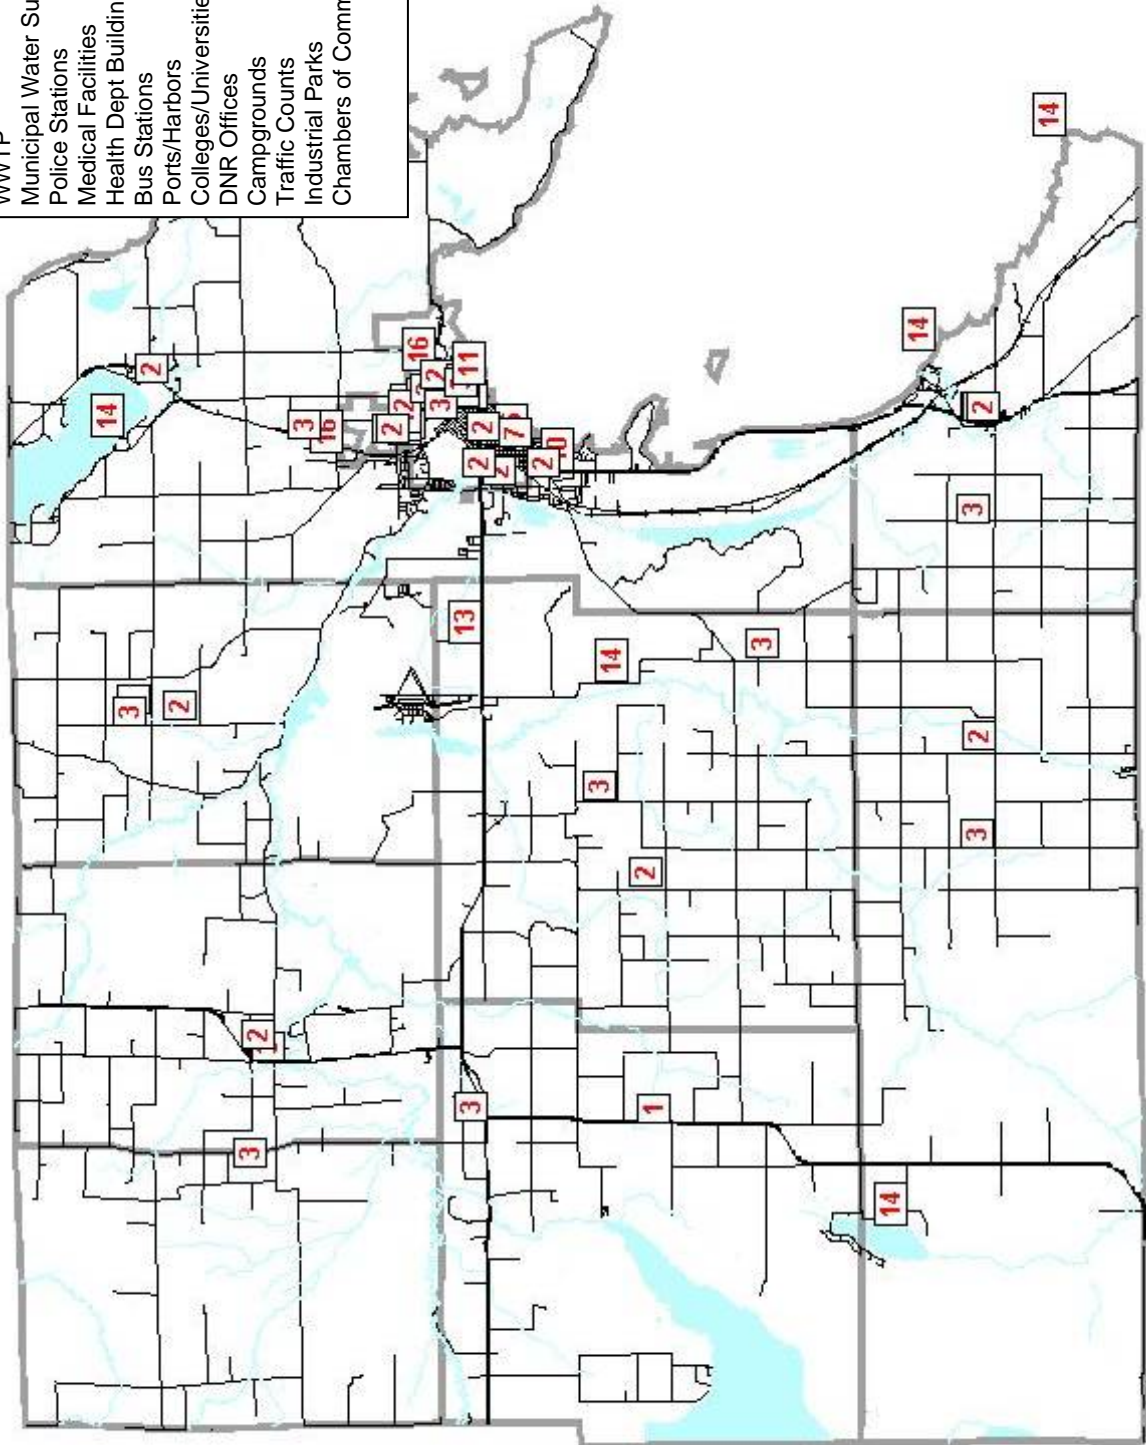 WWTP
Municipal Water Su
Police Stations
Medical Facilities
Health Dept Buildin
Bus Stations
Ports/Harbors
Colleges/Universitie
DNR Offices
Campgrounds
Traffic Counts
Industrial Parks
Chambers of Comm
14
14
14
2
14
2
3
16
16
11
2
3
2
2
2
7
2
2
2
3
13
14
3
3
2
3
2
3
2
12
3
3
1
14